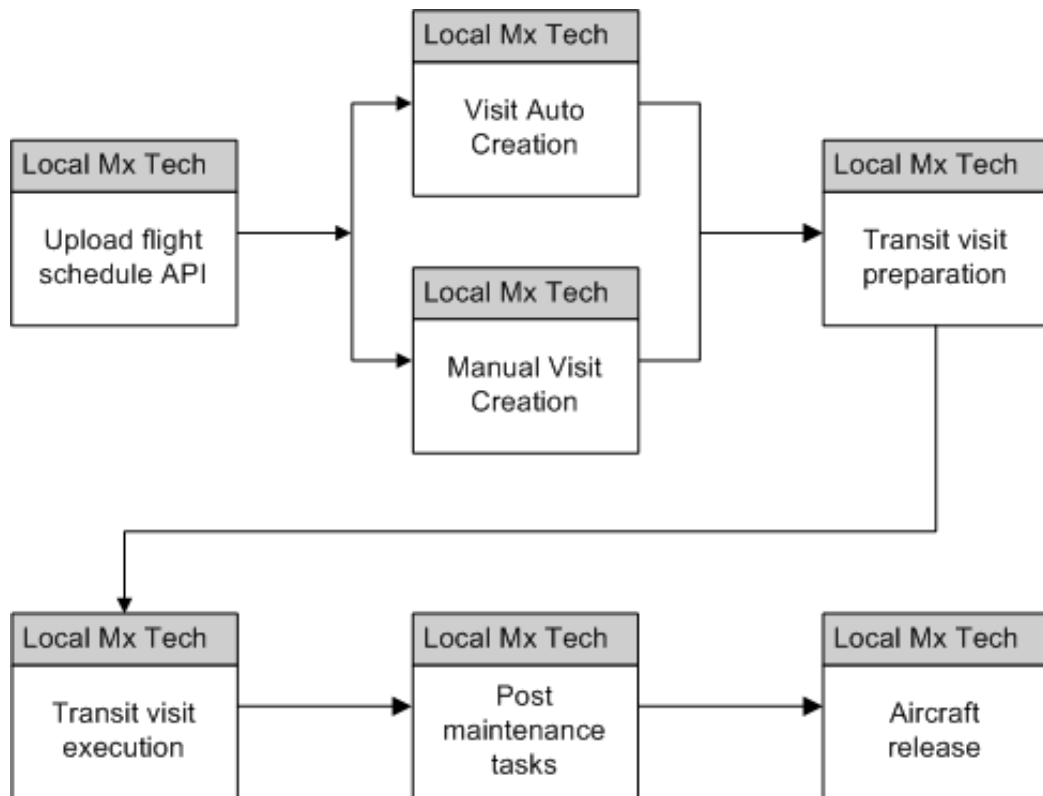 Local Mx Tech
Upload flight
schedule API
Local Mx Tech
Visit Auto
Creation
Local Mx Tech
Manual Visit
Creation
Local Mx Tech
Transit visit
preparation
Local Mx Tech
Transit visit
execution
Local Mx Tech
Post
maintenance
tasks
Local Mx Tech
Aircraft
release